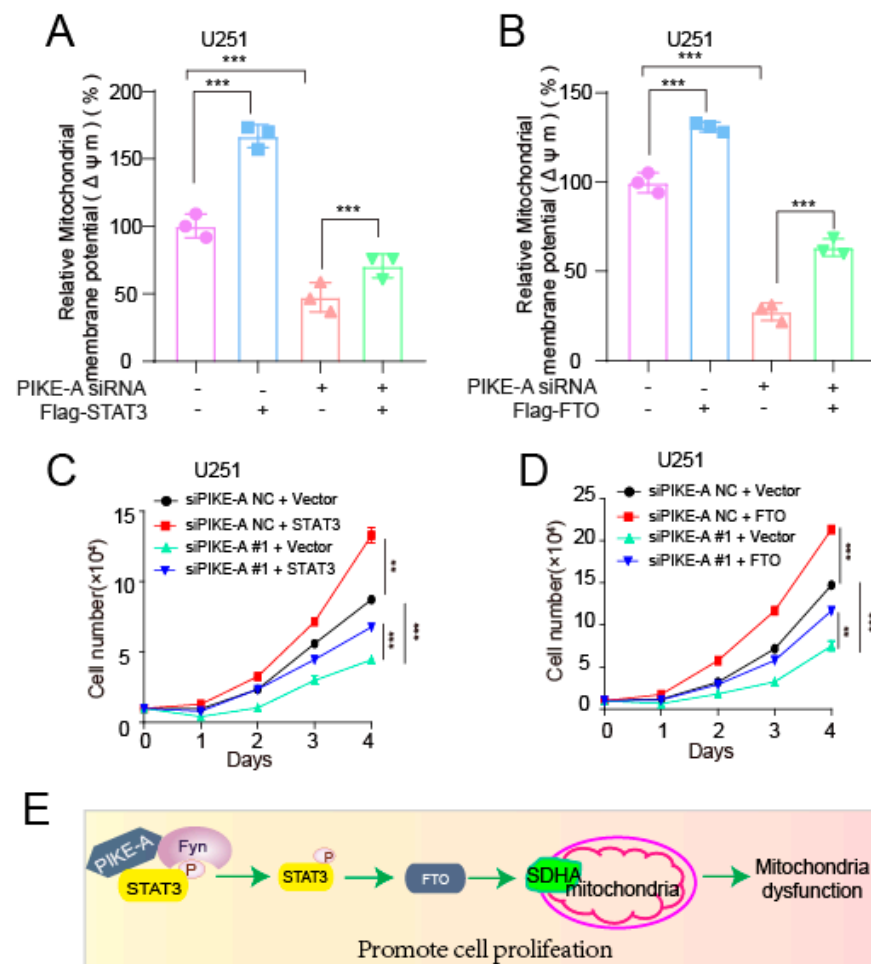 A
U251
***
***
***
Relative Mitochondrial
membrane potential ( Δ ψ m ) ( % )
200
150
100
50
0
PIKE-A siRNA - - + +
Flag-STAT3 - + - +
B
U251
***
***
***
Relative Mitochondrial
membrane potential ( Δ ψ m ) ( % )
150
100
50
0
PIKE-A siRNA - - + +
Flag-FTO - + - +
C
U251
siPIKE-A NC + Vector
siPIKE-A NC + STAT3
siPIKE-A #1 + Vector
siPIKE-A #1 + STAT3
Cell number(×10⁴)
15
10
5
0
0 1 2 3 4
Days
**
***
***
D
U251
siPIKE-A NC + Vector
siPIKE-A NC + FTO
siPIKE-A #1 + Vector
siPIKE-A #1 + FTO
Cell number(×10⁴)
25
20
15
10
5
0
0 1 2 3 4
Days
***
**
***
E
PIKE-A
Fyn
P
STAT3
P
STAT3
FTO
SDHA
mitochondria
Mitochondria
dysfunction
Promote cell prolifeation